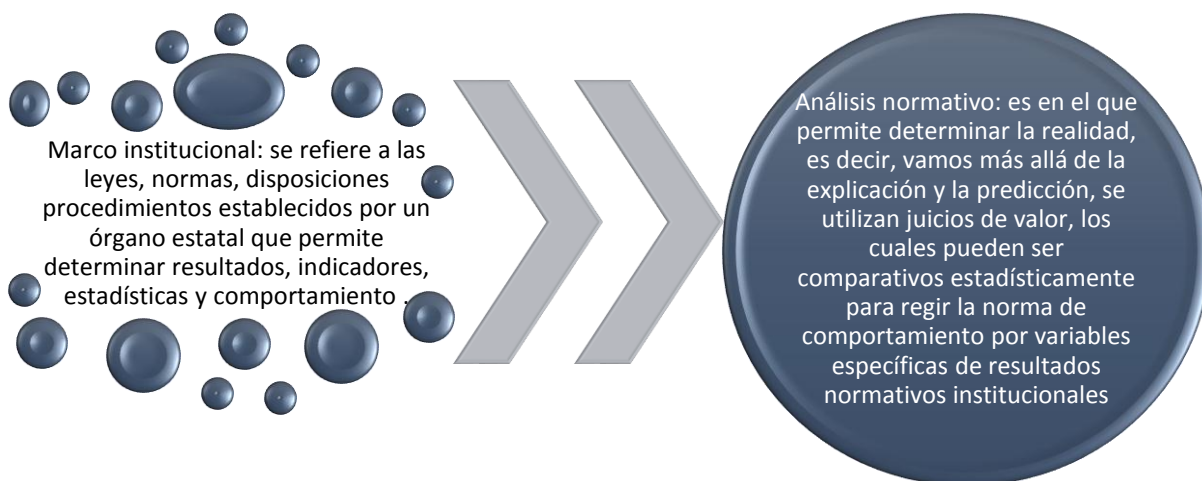 Marco institucional: se refiere a las
leyes, normas, disposiciones
procedimientos establecidos por un
órgano estatal que permite
determinar resultados, indicadores,
estadísticas y comportamiento .
Análisis normativo: es en el que
permite determinar la realidad,
es decir, vamos más allá de la
explicación y la predicción, se
utilizan juicios de valor, los
cuales pueden ser
comparativos estadísticamente
para regir la norma de
comportamiento por variables
específicas de resultados
normativos institucionales